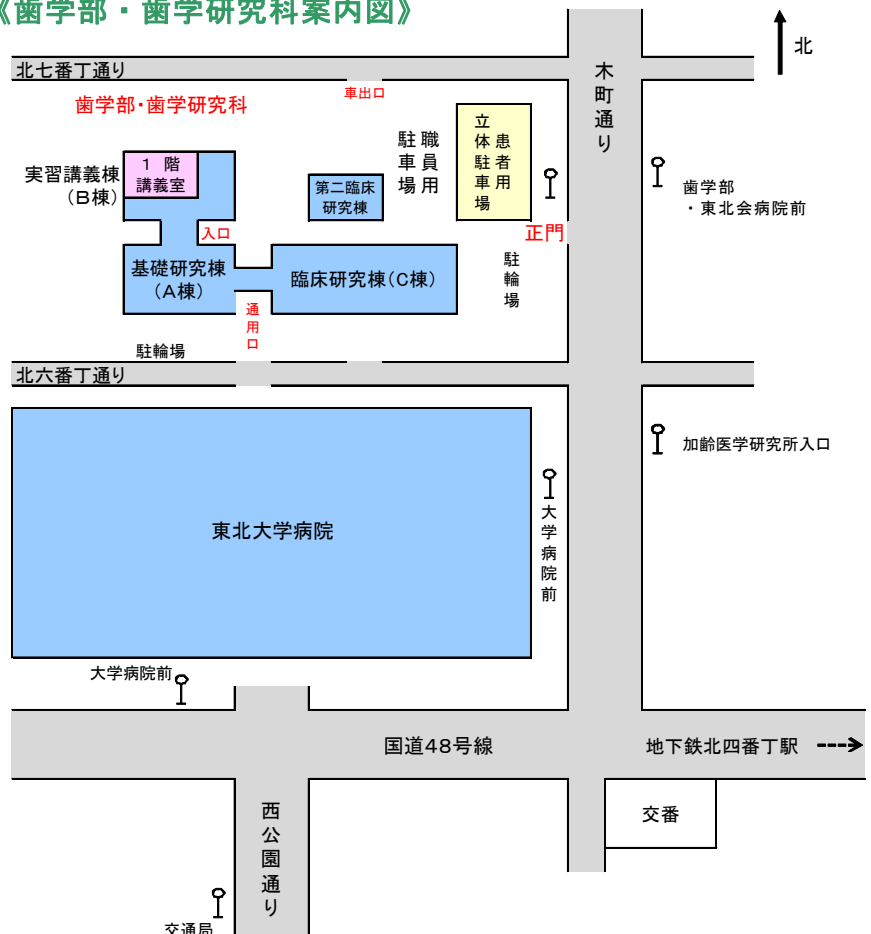 《歯学部・歯学研究科案内図》
北
北七番丁通り
木町通り
車出口
歯学部・歯学研究科
実習講義棟
(B棟)
1 階
講義室
第二臨床
研究棟
職員用
駐車場
患者用
立体駐車場
歯学部
・東北会病院前
入口
正門
基礎研究棟
(A棟)
臨床研究棟(C棟)
駐輪場
通用口
駐輪場
北六番丁通り
加齢医学研究所入口
東北大学病院
大学病院前
大学病院前
国道48号線
地下鉄北四番丁駅
交番
西公園通り
交通局